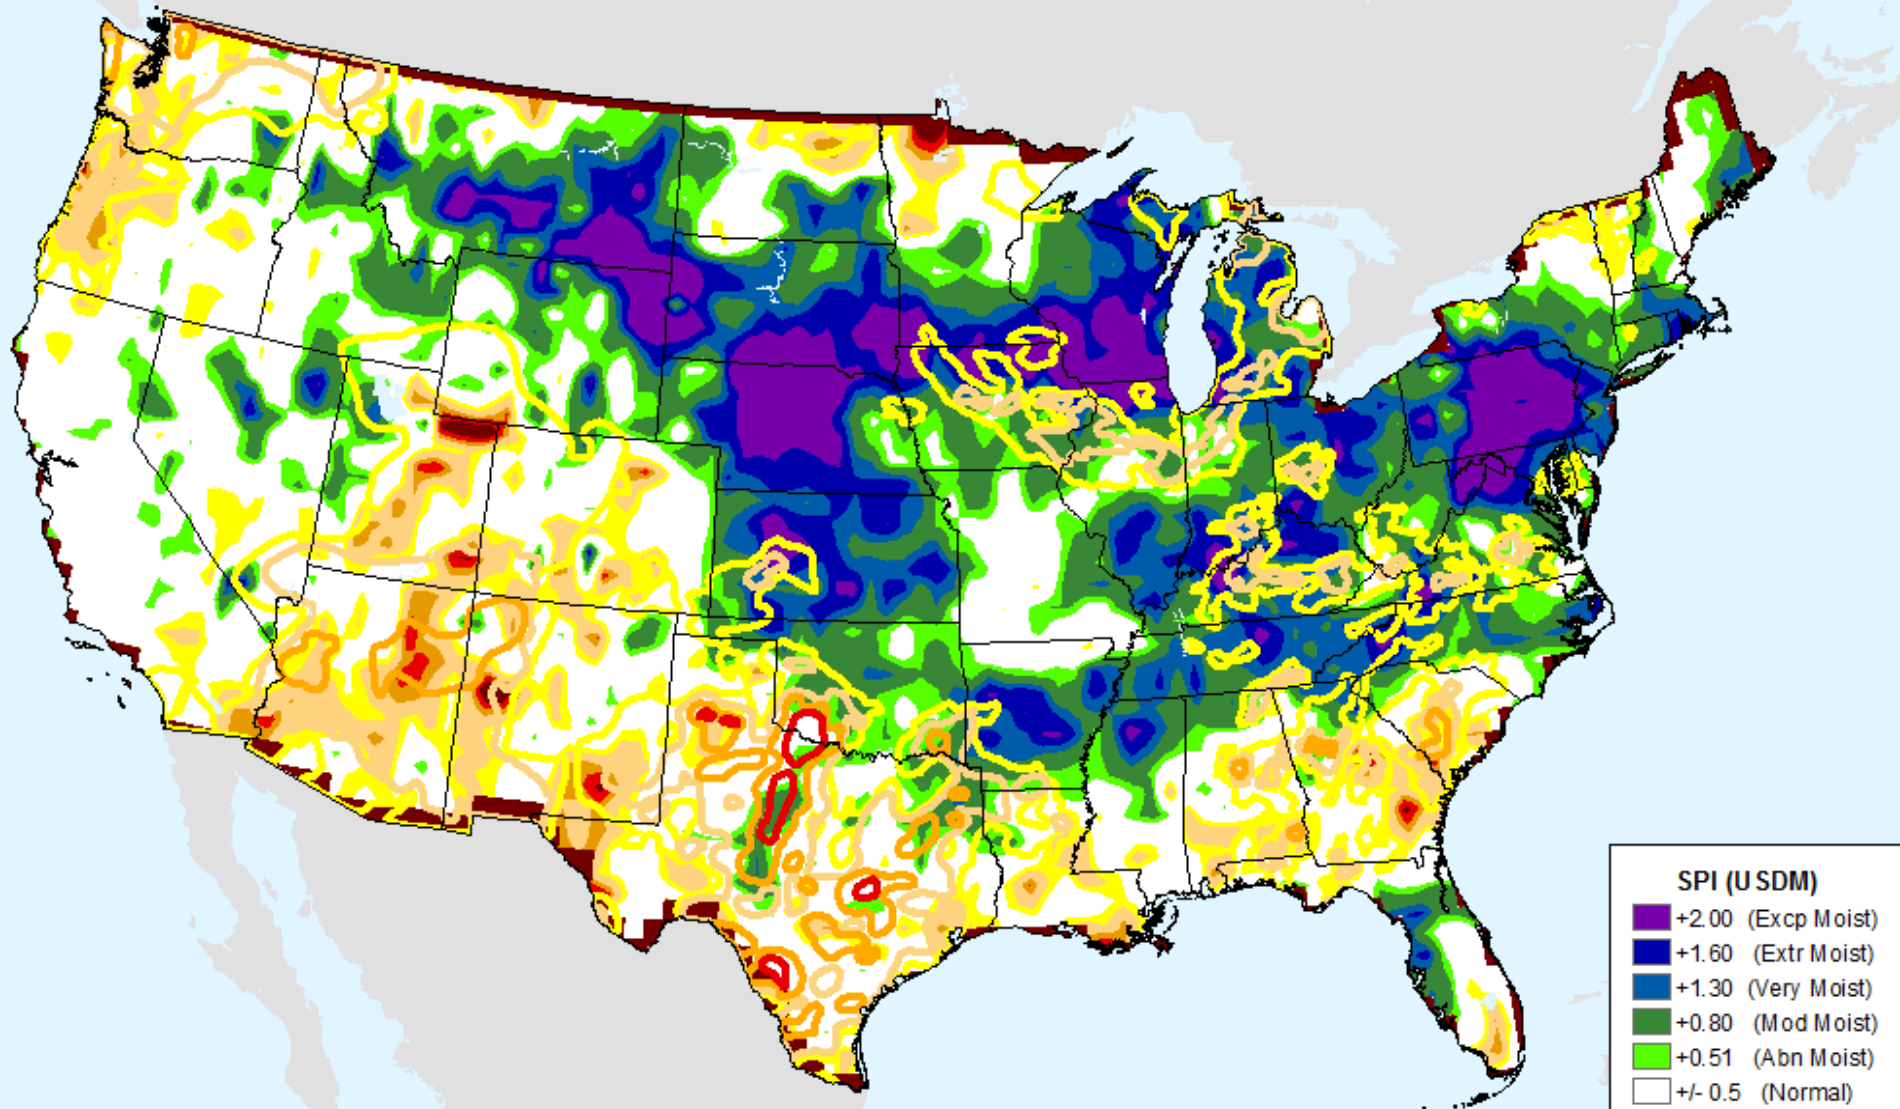 SPI (USDM)
+2.00 (Excp Moist)
+1.60 (Extr Moist)
+1.30 (Very Moist)
+0.80 (Mod Moist)
+0.51 (Abn Moist)
+/- 0.5 (Normal)